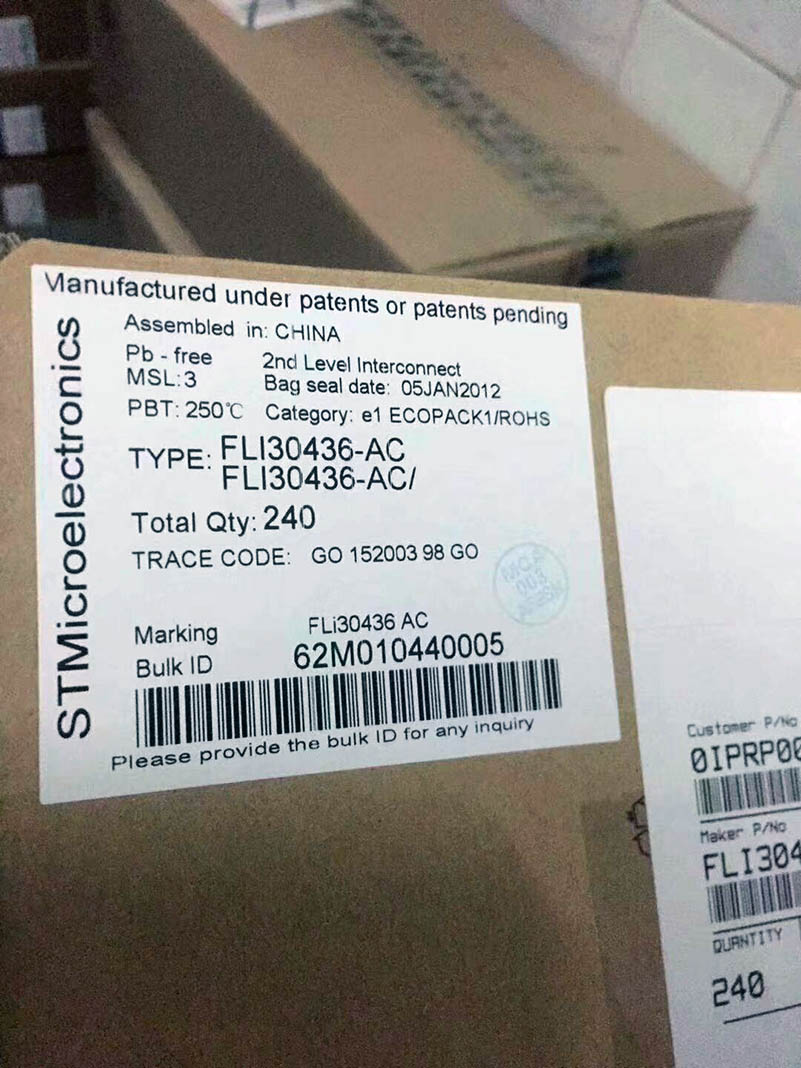 Manufactured under patents or patents pending
STMicroelectronics
Assembled in: CHINA
Pb - free 2nd Level Interconnect
MSL:3 Bag seal date: 05JAN2012
PBT: 250℃ Category: e1 ECOPACK1/ROHS
TYPE: FLI30436-AC
FLI30436-AC/
Total Qty: 240
TRACE CODE: GO 152003 98 GO
003
Marking FLi30436 AC
Bulk ID 62M010440005
Please provide the bulk ID for any inquiry
Customer P/No
0IPRP00
Maker P/No
FLI304
QUANTITY
240